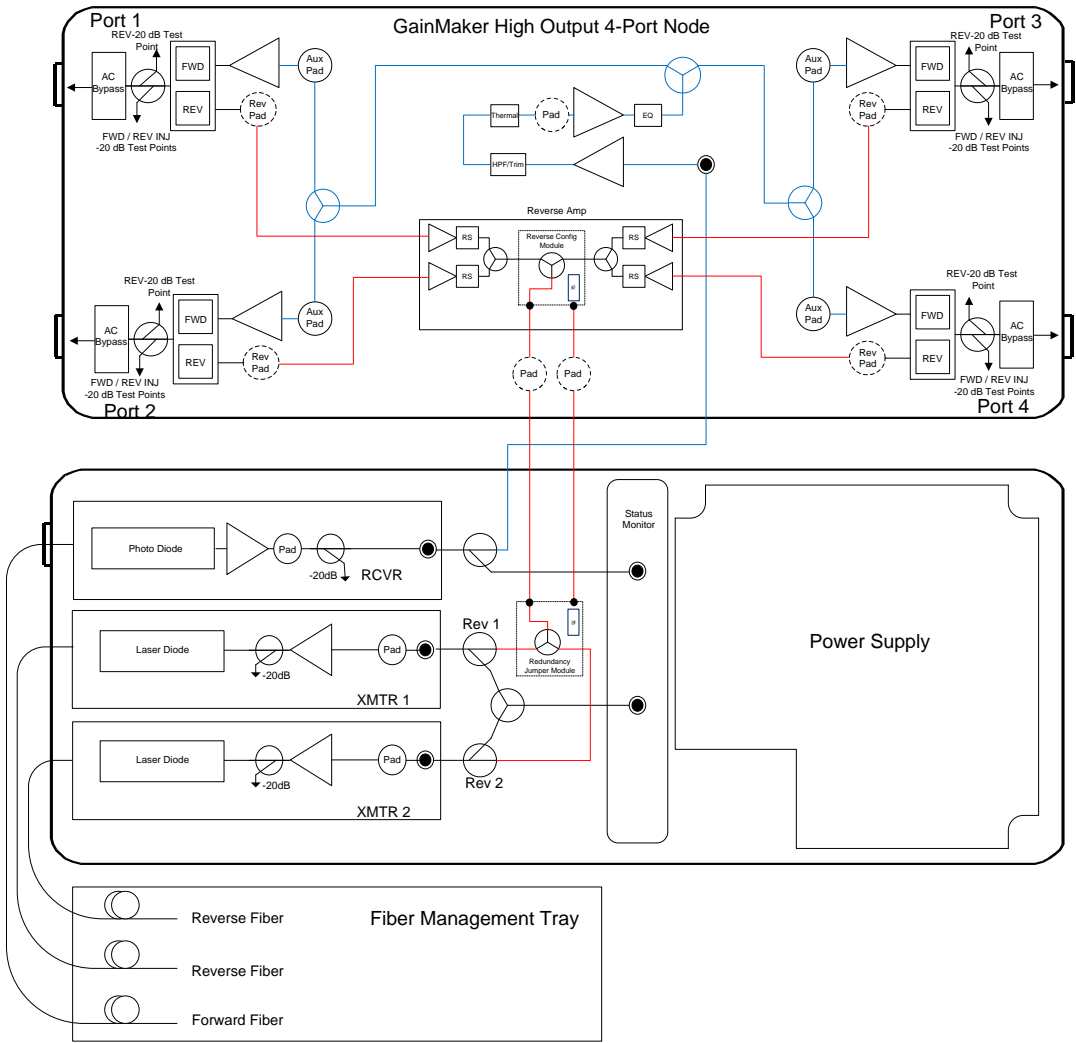 GainMaker High Output 4-Port Node
Port 1
REV-20 dB Test
Point
AC
Bypass
FWD
REV
FWD / REV INJ
-20 dB Test Points
Aux
Pad
Rev
Pad
Port 3
REV-20 dB Test
Point
AC
Bypass
FWD
REV
FWD / REV INJ
-20 dB Test Points
Aux
Pad
Rev
Pad
Thermal
Pad
EQ
HPF/Trim
Reverse Amp
RS
RS
Reverse Config
Module
RS
RS
Port 2
REV-20 dB Test
Point
AC
Bypass
FWD
REV
FWD / REV INJ
-20 dB Test Points
Aux
Pad
Rev
Pad
Port 4
REV-20 dB Test
Point
AC
Bypass
FWD
REV
FWD / REV INJ
-20 dB Test Points
Aux
Pad
Rev
Pad
Pad
Pad
Photo Diode
Pad
-20dB
RCVR
Status
Monitor
Power Supply
Laser Diode
-20dB
Pad
XMTR 1
Rev 1
Redundancy
Jumper Module
Laser Diode
-20dB
Pad
XMTR 2
Rev 2
Fiber Management Tray
Reverse Fiber
Reverse Fiber
Forward Fiber